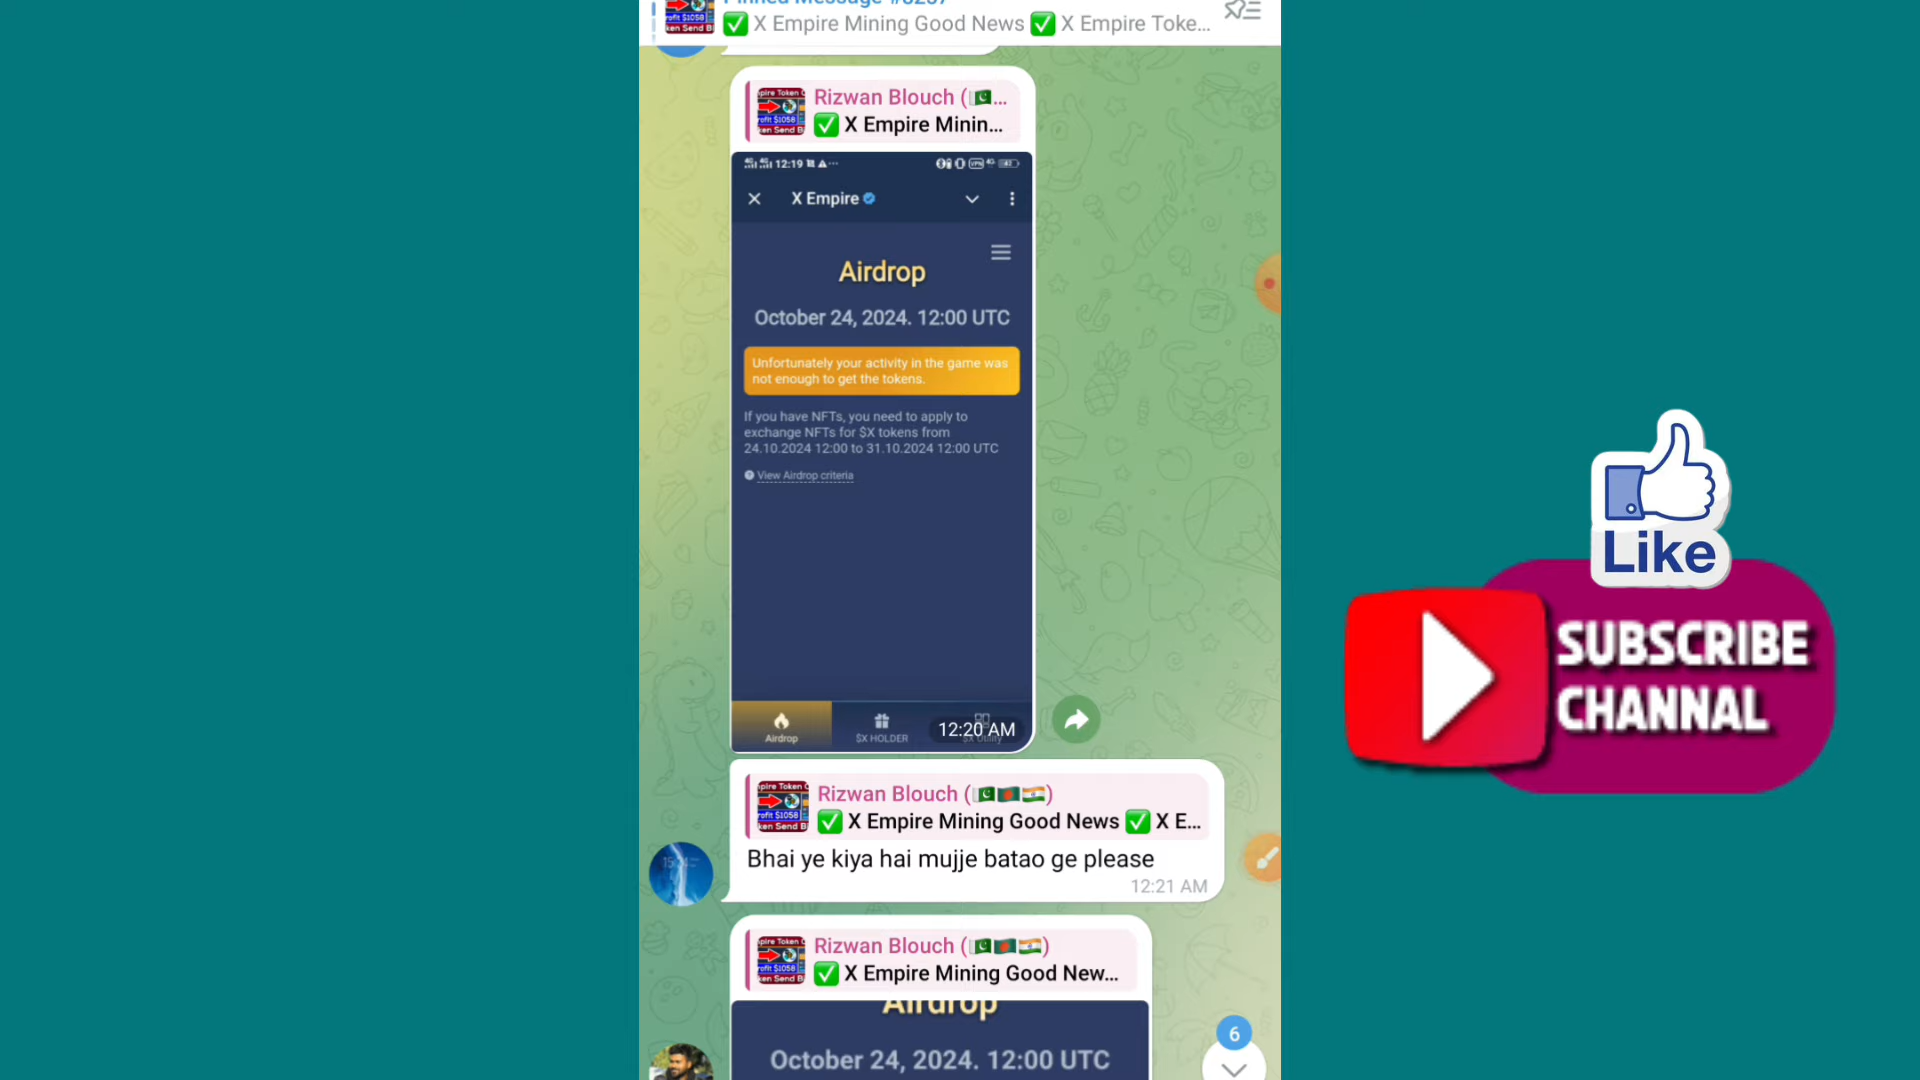 ✅ X Empire Mining Good News ✅ X Empire Toke...
Rizwan Blouch (🇵🇰...
✅ X Empire Minin...
12:19
X Empire
Airdrop
October 24, 2024. 12:00 UTC
Unfortunately your activity in the game was
not enough to get the tokens.
If you have NFTs, you need to apply to
exchange NFTs for $X tokens from
24.10.2024 12:00 to 31.10.2024 12:00 UTC
View Airdrop criteria
Airdrop
$X HOLDER
12:20 AM
Rizwan Blouch (🇵🇰🇧🇩🇮🇳)
✅ X Empire Mining Good News ✅ X E...
Bhai ye kiya hai mujje batao ge please
12:21 AM
Rizwan Blouch (🇵🇰🇧🇩🇮🇳)
✅ X Empire Mining Good New...
Airdrop
October 24, 2024. 12:00 UTC
6
Like
SUBSCRIBE
CHANNAL